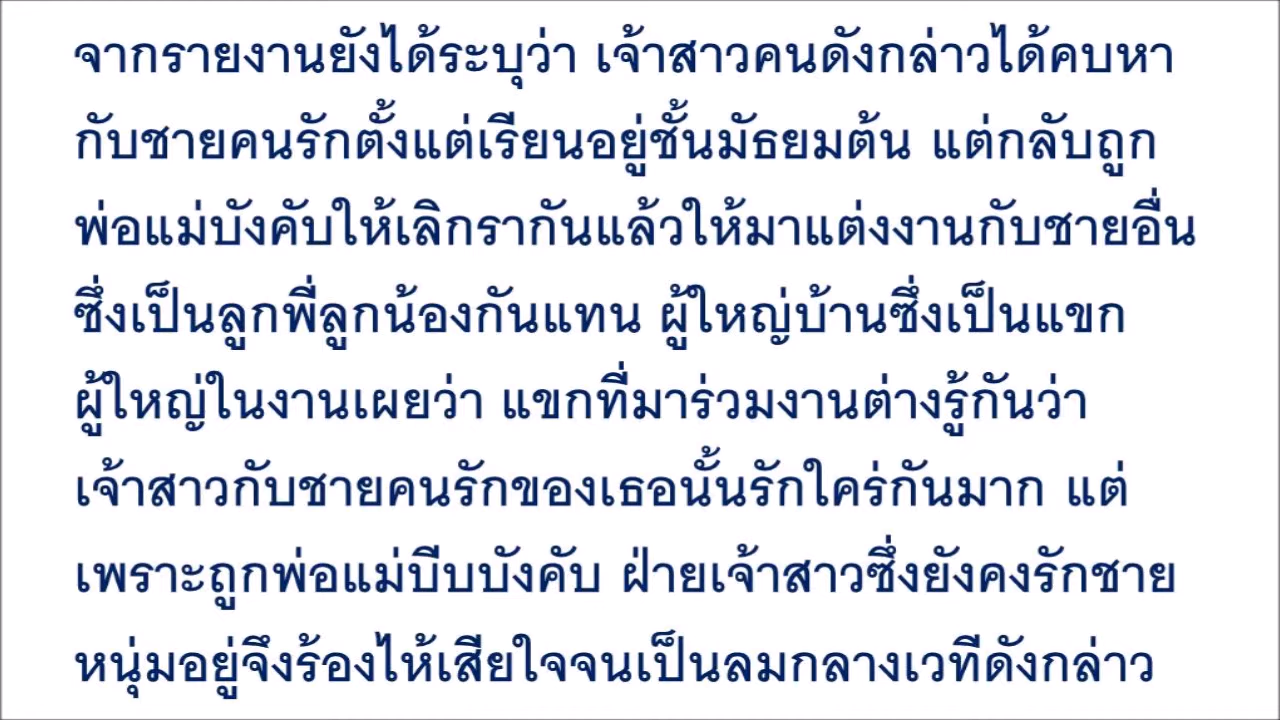 จากรายงานยังได้ระบุว่า เจ้าสาวคนดังกล่าวได้คบหา
กับชายคนรักตั้งแต่เรียนอยู่ชั้นมัธยมต้น แต่กลับถูก
พ่อแม่บังคับให้เลิกรากันแล้วให้มาแต่งงานกับชายอื่น
ซึ่งเป็นลูกพี่ลูกน้องกันแทน ผู้ใหญ่บ้านซึ่งเป็นแขก
ผู้ใหญ่ในงานเผยว่า แขกที่มาร่วมงานต่างรู้กันว่า
เจ้าสาวกับชายคนรักของเธอนั้นรักใคร่กันมาก แต่
เพราะถูกพ่อแม่บีบบังคับ ฝ่ายเจ้าสาวซึ่งยังคงรักชาย
หนุ่มอยู่จึงร้องไห้เสียใจจนเป็นลมกลางเวทีดังกล่าว